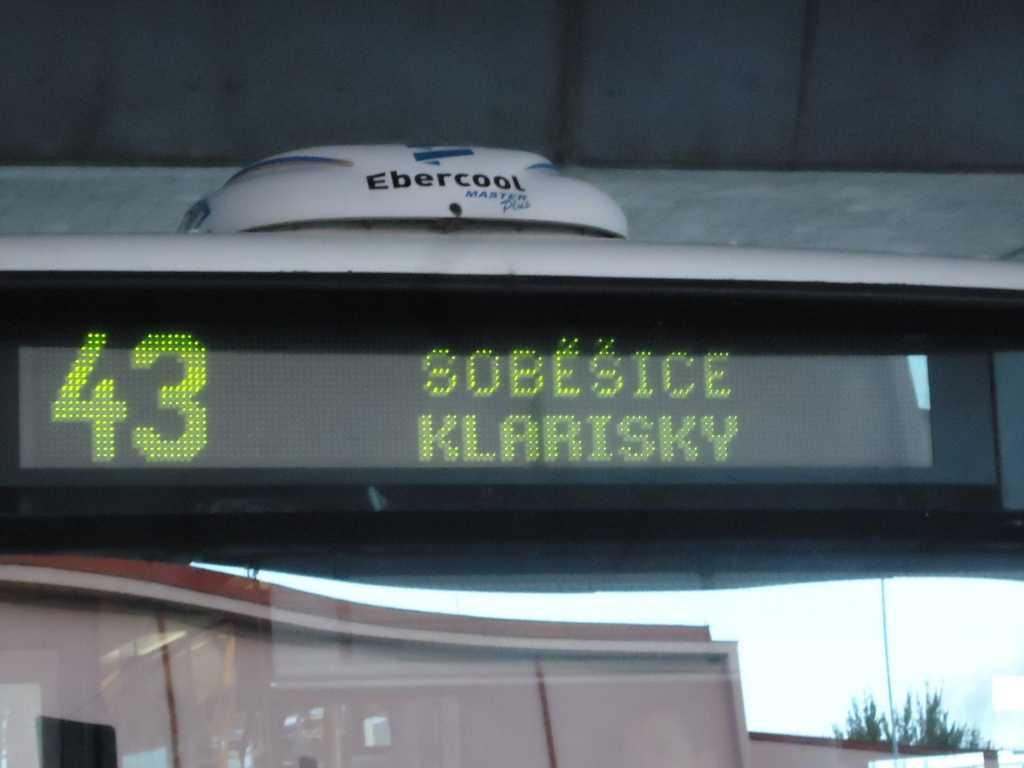 Ebercool
MASTER
Plus
43
SOBĚŠICE
KLARISKY